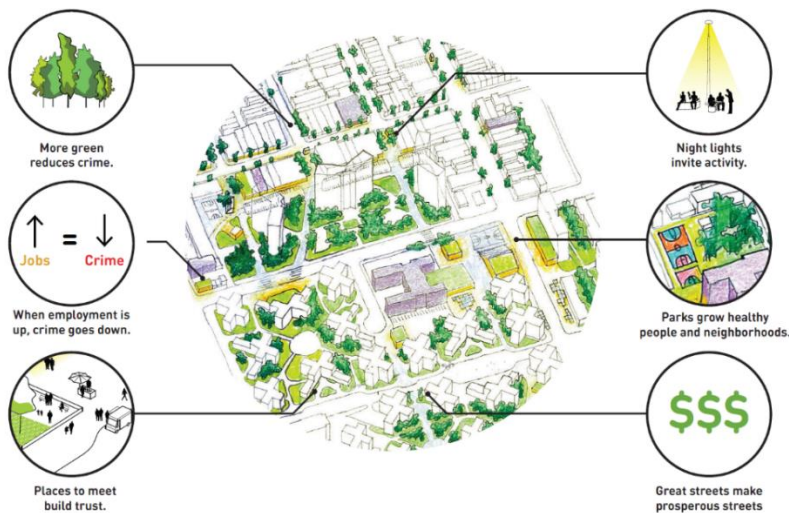 More green
reduces crime.
Night lights
invite activity.
↑ = ↓
Jobs Crime
When employment is
up, crime goes down.
Parks grow healthy
people and neighborhoods.
Places to meet
build trust.
$$$
Great streets make
prosperous streets